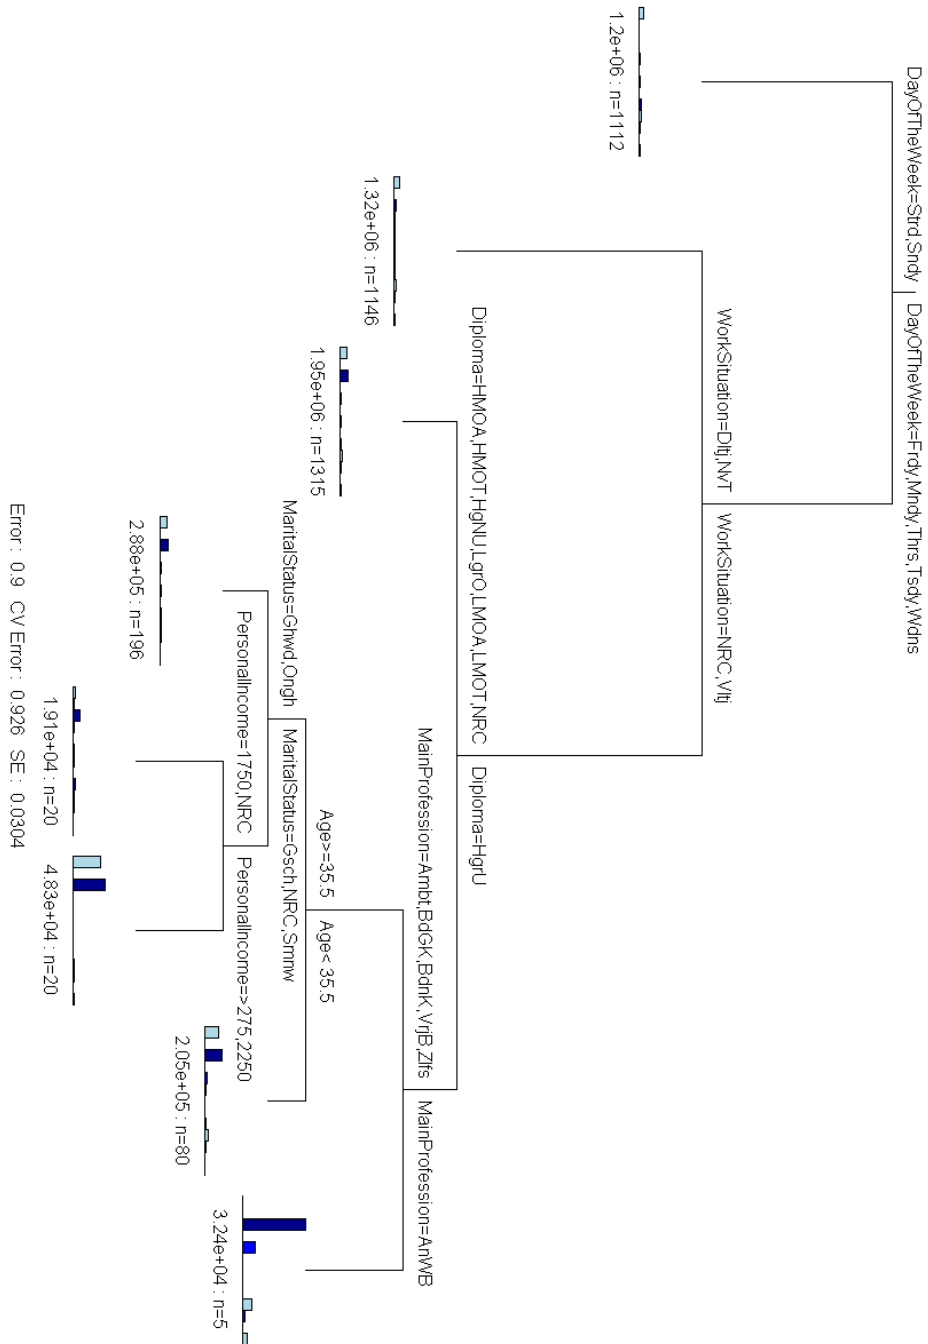 DayOfTheWeek=Strd,Sndy DayOfTheWeek=Frdy,Mndy,Thrs,Tsdy,Wdns
WorkSituation=Dltj,NvT WorkSituation=NRC,Vltj
1.2e+06 : n=1112
Diploma=HMOA,HMOT,HgNU,LgrO,LMOA,LMOT,NRC Diploma=HgrU
1.32e+06 : n=1146
MainProfession=Ambt,BdGK,BdnK,VrjB,Zlfs MainProfession=AnWB
1.95e+06 : n=1315
Age>=35.5 Age< 35.5
MaritalStatus=Ghwd,Ongh MaritalStatus=Gsch,NRC,Smnw
PersonalIncome=1750,NRC PersonalIncome=>275,2250
3.24e+04 : n=5
2.05e+05 : n=80
2.88e+05 : n=196
1.91e+04 : n=20
4.83e+04 : n=20
Error : 0.9 CV Error : 0.926 SE : 0.0304